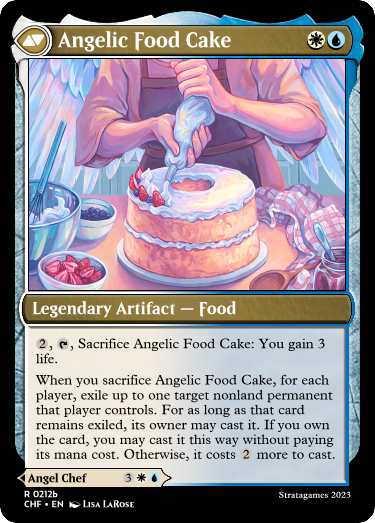 Angelic Food Cake
Legendary Artifact — Food
2, T, Sacrifice Angelic Food Cake: You gain 3
life.
When you sacrifice Angelic Food Cake, for each
player, exile up to one target nonland permanent
that player controls. For as long as that card
remains exiled, its owner may cast it. If you own
the card, you may cast it this way without paying
its mana cost. Otherwise, it costs 2 more to cast.
Angel Chef 3
R 0212b
Stratagames 2023
CHF • EN Lisa LaRose